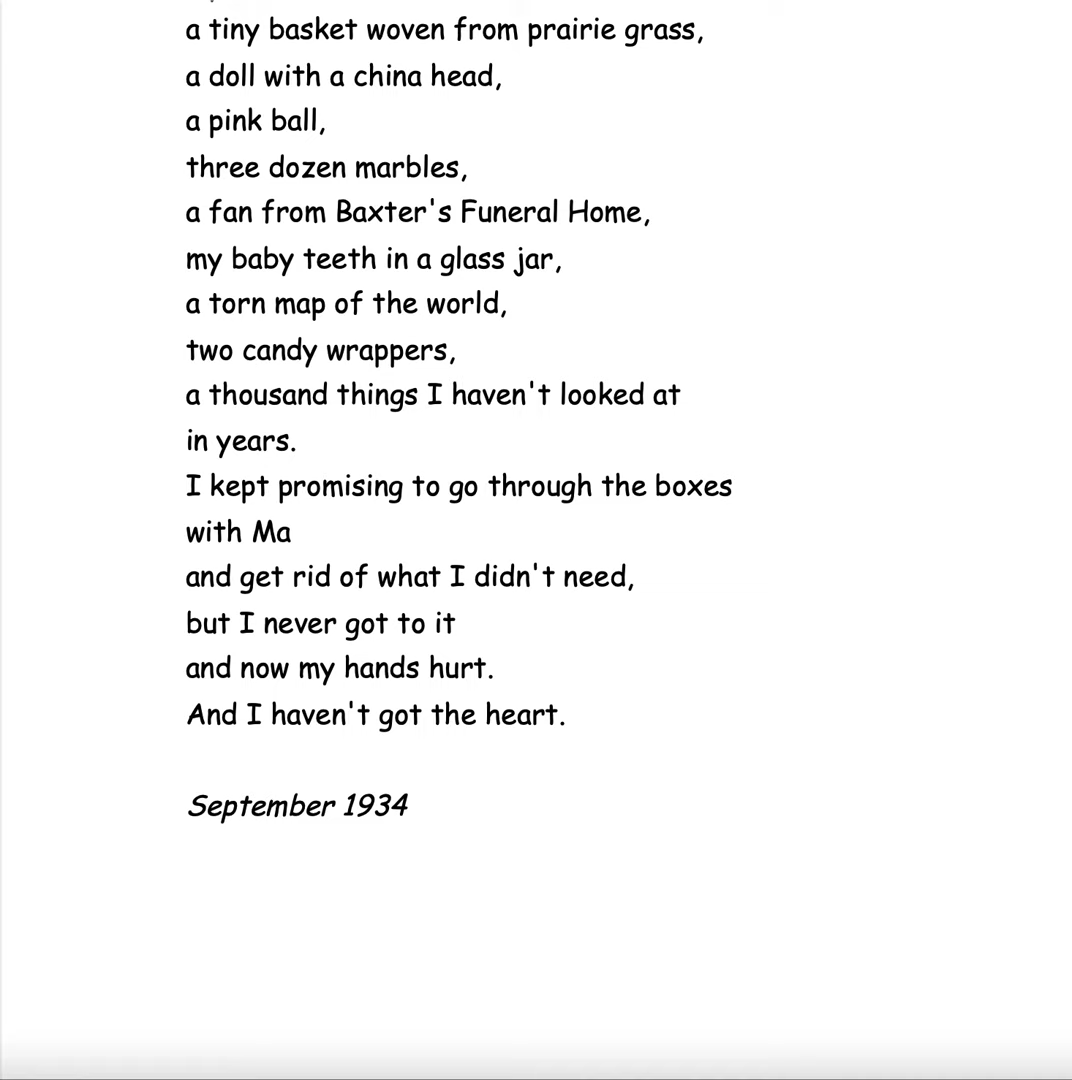 a tiny basket woven from prairie grass,
a doll with a china head,
a pink ball,
three dozen marbles,
a fan from Baxter's Funeral Home,
my baby teeth in a glass jar,
a torn map of the world,
two candy wrappers,
a thousand things I haven't looked at
in years.
I kept promising to go through the boxes
with Ma
and get rid of what I didn't need,
but I never got to it
and now my hands hurt.
And I haven't got the heart.
September 1934